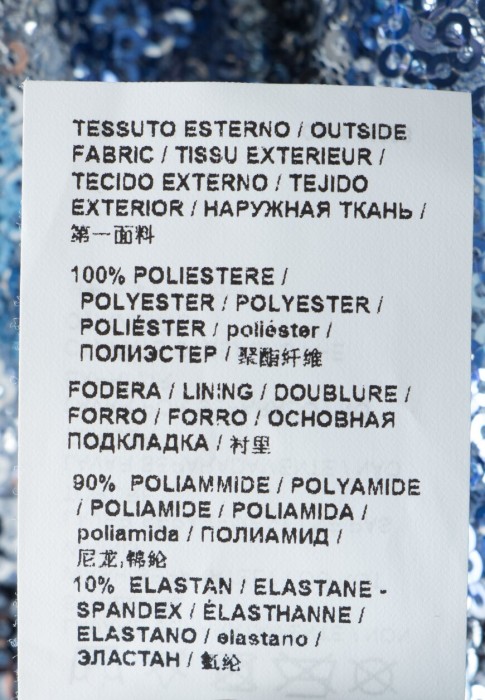 TESSUTO ESTERNO / OUTSIDE
FABRIC / TISSU EXTERIEUR /
TECIDO EXTERNO / TEJIDO
EXTERIOR / НАРУЖНАЯ ТКАНЬ /
第一面料
100% POLIESTERE /
POLYESTER / POLYESTER /
POLIÉSTER / poliéster /
ПОЛИЭСТЕР / 聚酯纤维
FODERA / LINING / DOUBLURE /
FORRO / FORRO / ОСНОВНАЯ
ПОДКЛАДКА / 衬里
90% POLIAMMIDE / POLYAMIDE
/ POLIAMIDE / POLIAMIDA /
poliamida / ПОЛИАМИД /
尼龙,锦纶
10% ELASTAN / ELASTANE -
SPANDEX / ÉLASTHANNE /
ELASTANO / elastano /
ЭЛАСТАН / 氨纶